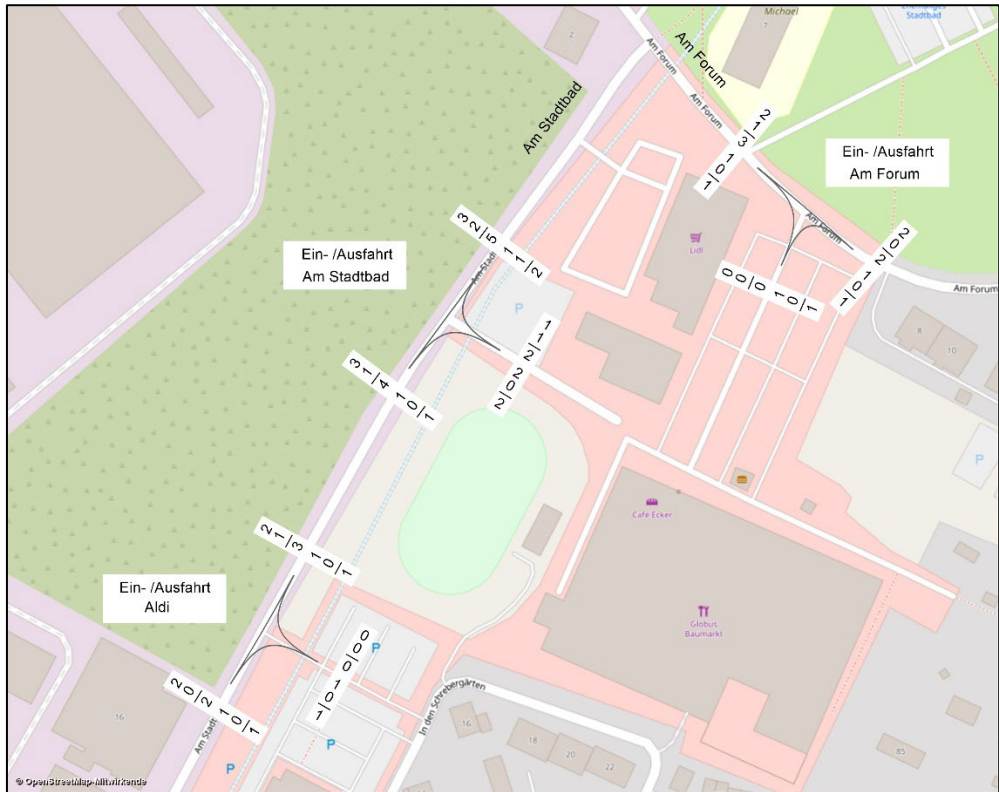 Michael
Ehemaliges
Stadtbad
7
2
Am Forum
Am Forum
Am Forum
Am Stadtbad
2 1 / 3 1 0 / 1
Ein- /Ausfahrt
Am Forum
Am Forum
Lidl
3 2 / 5 1 1 / 2
Ein- /Ausfahrt
Am Stadtbad
2 0 / 2 1 0 / 1
0 0 / 0 1 0 / 1
Am Forum
P
8
10
1 1 / 2 2 0 / 2
3 1 / 4 1 0 / 1
P
Café Ecker
2 1 / 3 1 0 / 1
Ein- /Ausfahrt
Aldi
Globus
Baumarkt
P
0 0 / 0 1 0 / 1
In den Schrebergärten
2 0 / 2 1 0 / 1
16
16
18
20
22
85
P
P
© OpenStreetMap-Mitwirkende